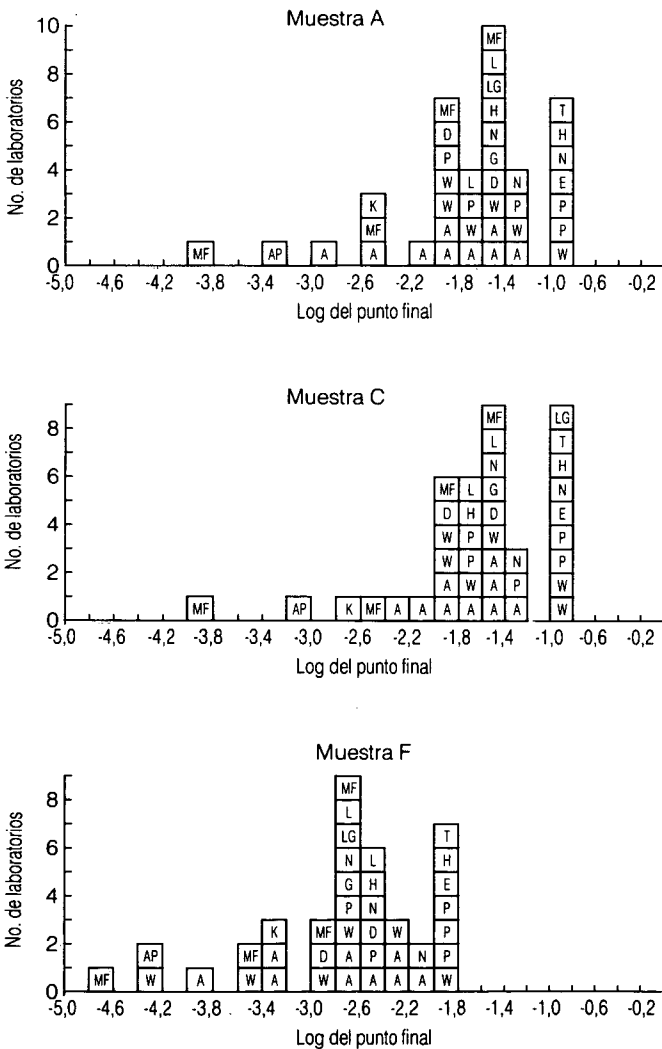 Muestra A
No. de laboratorios
10 MF
L
8 LG
MF H T
6 D N H
P G N
4 W L D N E
K W P W P P
2 MF A W A W P
MF AP A A A A A A A W
0
-5,0 -4,6 -4,2 -3,8 -3,4 -3,0 -2,6 -2,2 -1,8 -1,4 -1,0 -0,6 -0,2
Log del punto final
Muestra C
No. de laboratorios
8 MF LG
L T
N H
6 MF L G N
D H D E
4 W P W P
W P A N P
2 A W A P W
MF AP K MF A A A A A A W
0
-5,0 -4,6 -4,2 -3,8 -3,4 -3,0 -2,6 -2,2 -1,8 -1,4 -1,0 -0,6 -0,2
Log del punto final
Muestra F
No. de laboratorios
MF
8 L
LG T
6 N L H
G H E
4 P N P
K MF W D W P
2 AP MF A D A P A N P
MF W A W A W A A A A W
0
-5,0 -4,6 -4,2 -3,8 -3,4 -3,0 -2,6 -2,2 -1,8 -1,4 -1,0 -0,6 -0,2
Log del punto final